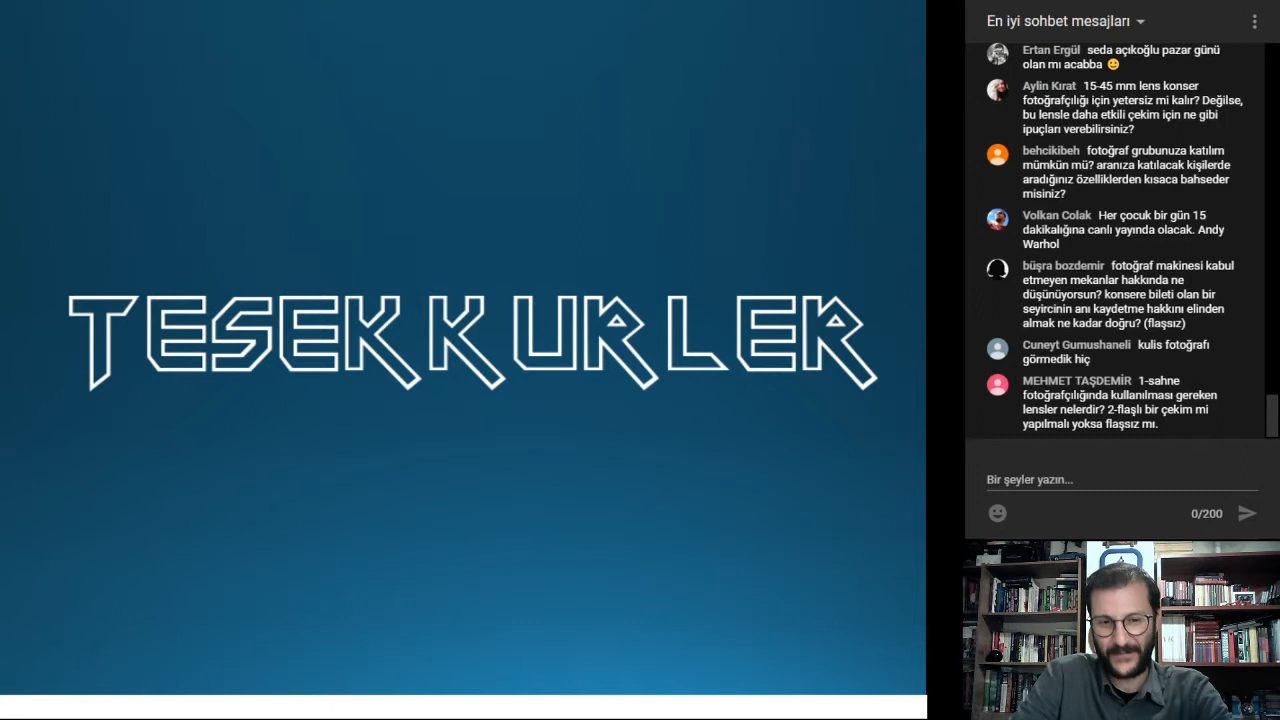 TESEKKURLER
En iyi sohbet mesajları
Ertan Ergül seda açıkoğlu pazar günü
olan mı acabba
Aylin Kırat 15-45 mm lens konser
fotoğrafçılığı için yetersiz mi kalır? Değilse,
bu lensle daha etkili çekim için ne gibi
ipuçları verebilirsiniz?
behcikibeh fotoğraf grubunuza katılım
mümkün mü? aranıza katılacak kişilerde
aradığınız özelliklerden kısaca bahseder
misiniz?
Volkan Colak Her çocuk bir gün 15
dakikalığına canlı yayında olacak. Andy
Warhol
büşra bozdemir fotoğraf makinesi kabul
etmeyen mekanlar hakkında ne
düşünüyorsun? konsere bileti olan bir
seyircinin anı kaydetme hakkını elinden
almak ne kadar doğru? (flaşsız)
Cuneyt Gumushaneli kulis fotoğrafı
görmedik hiç
MEHMET TAŞDEMİR 1-sahne
fotoğrafçılığında kullanılması gereken
lensler nelerdir? 2-flaşlı bir çekim mi
yapılmalı yoksa flaşsız mı.
Bir şeyler yazın...
0/200